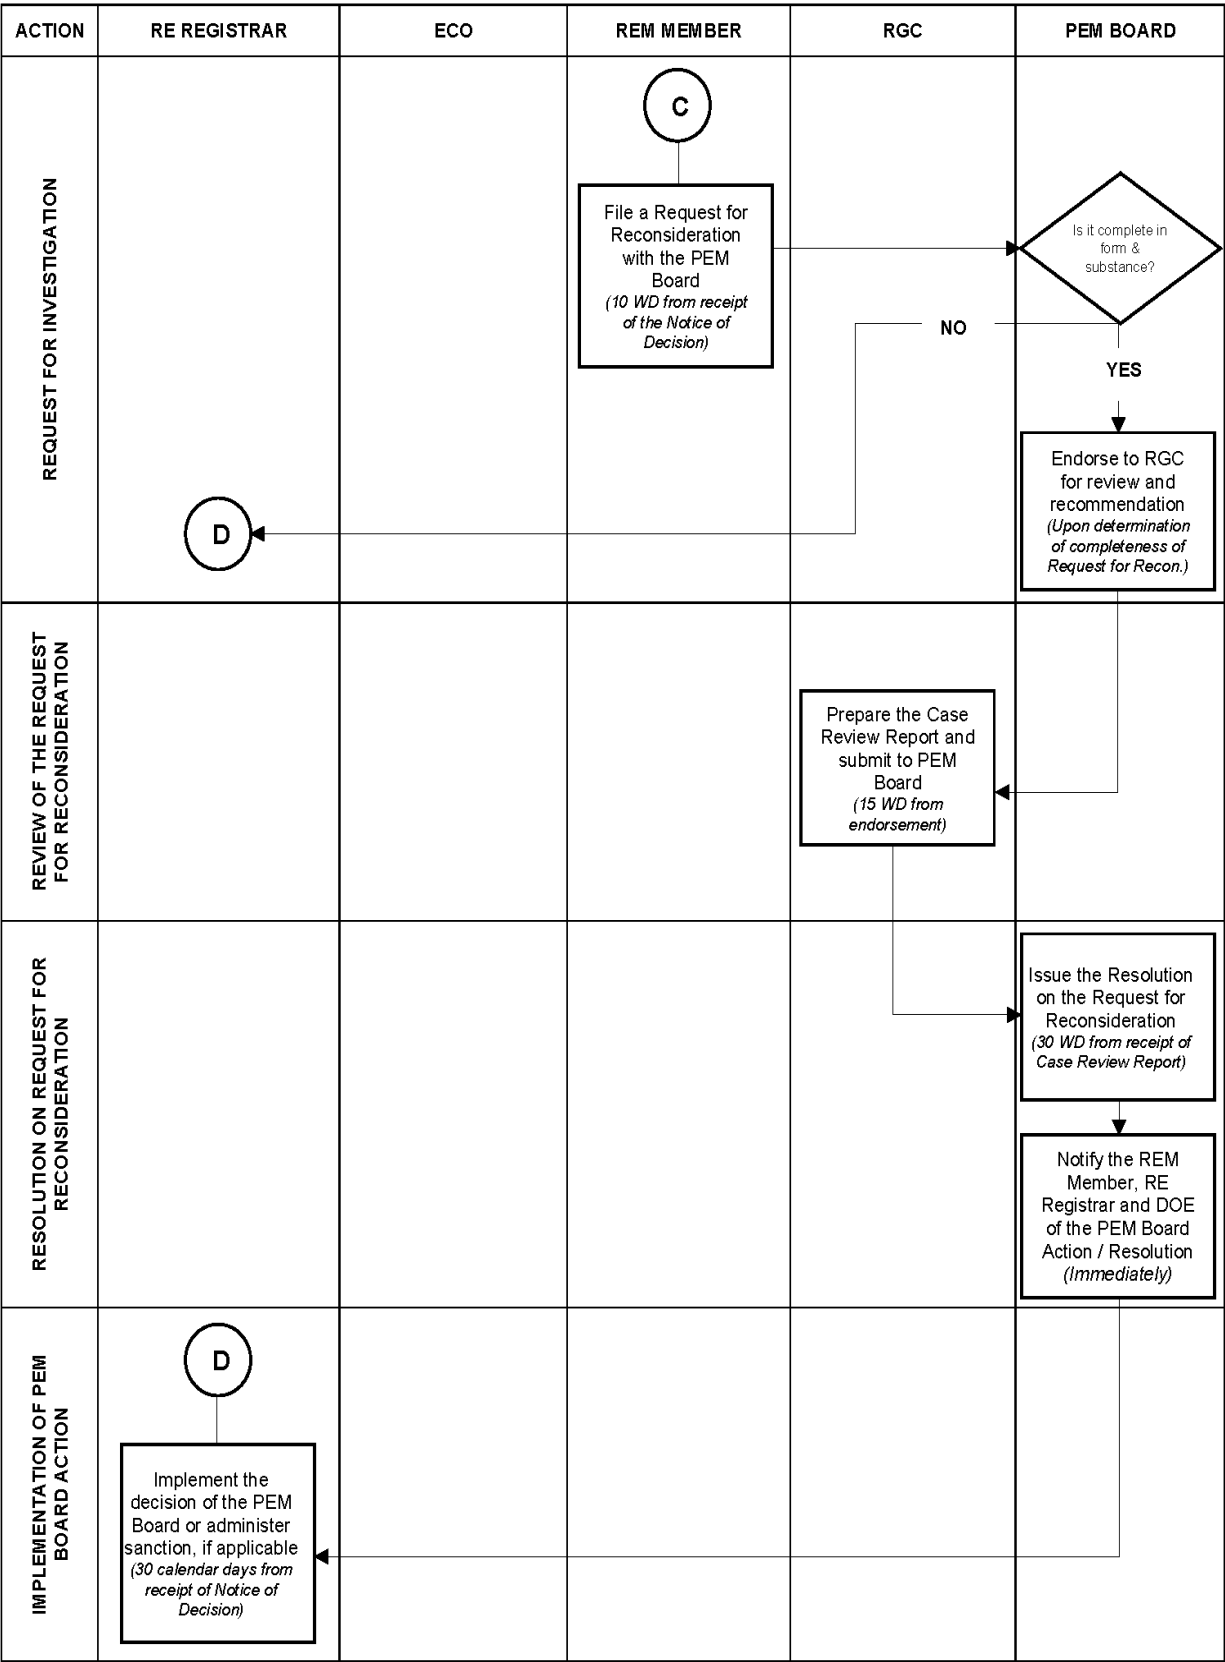 ACTION
RE REGISTRAR
ECO
REM MEMBER
RGC
PEM BOARD
REQUEST FOR INVESTIGATION
C
File a Request for
Reconsideration
with the PEM
Board
(10 WD from receipt
of the Notice of
Decision)
Is it complete in
form &
substance?
NO
YES
Endorse to RGC
for review and
recommendation
(Upon determination
of completeness of
Request for Recon.)
D
REVIEW OF THE REQUEST
FOR RECONSIDERATION
Prepare the Case
Review Report and
submit to PEM
Board
(15 WD from
endorsement)
RESOLUTION ON REQUEST FOR
RECONSIDERATION
Issue the Resolution
on the Request for
Reconsideration
(30 WD from receipt of
Case Review Report)
Notify the REM
Member, RE
Registrar and DOE
of the PEM Board
Action / Resolution
(Immediately)
IMPLEMENTATION OF PEM
BOARD ACTION
D
Implement the
decision of the PEM
Board or administer
sanction, if applicable
(30 calendar days from
receipt of Notice of
Decision)